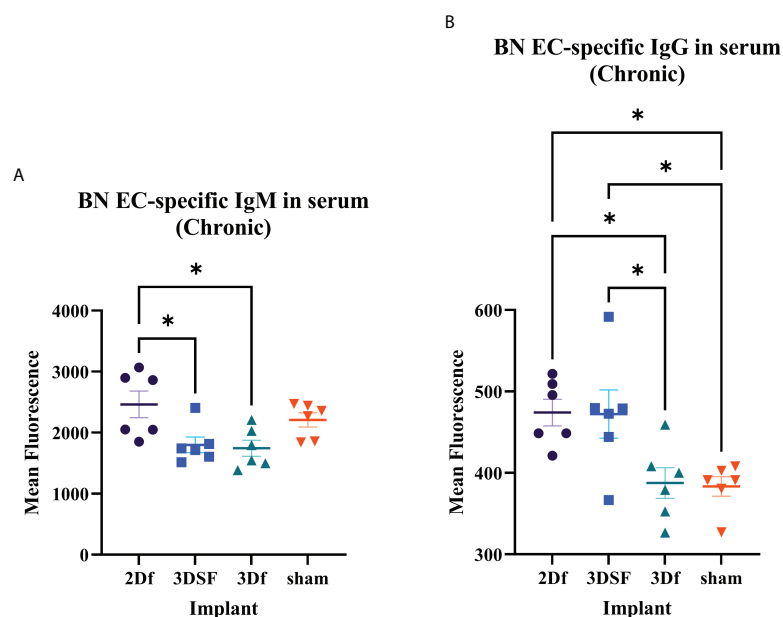 A
BN EC-specific IgM in serum
(Chronic)
*
*
4000
3000
2000
1000
0
Mean Fluorescence
2Df 3DSF 3Df sham
Implant
B
BN EC-specific IgG in serum
(Chronic)
*
*
*
*
600
500
400
300
Mean Fluorescence
2Df 3DSF 3Df sham
Implant